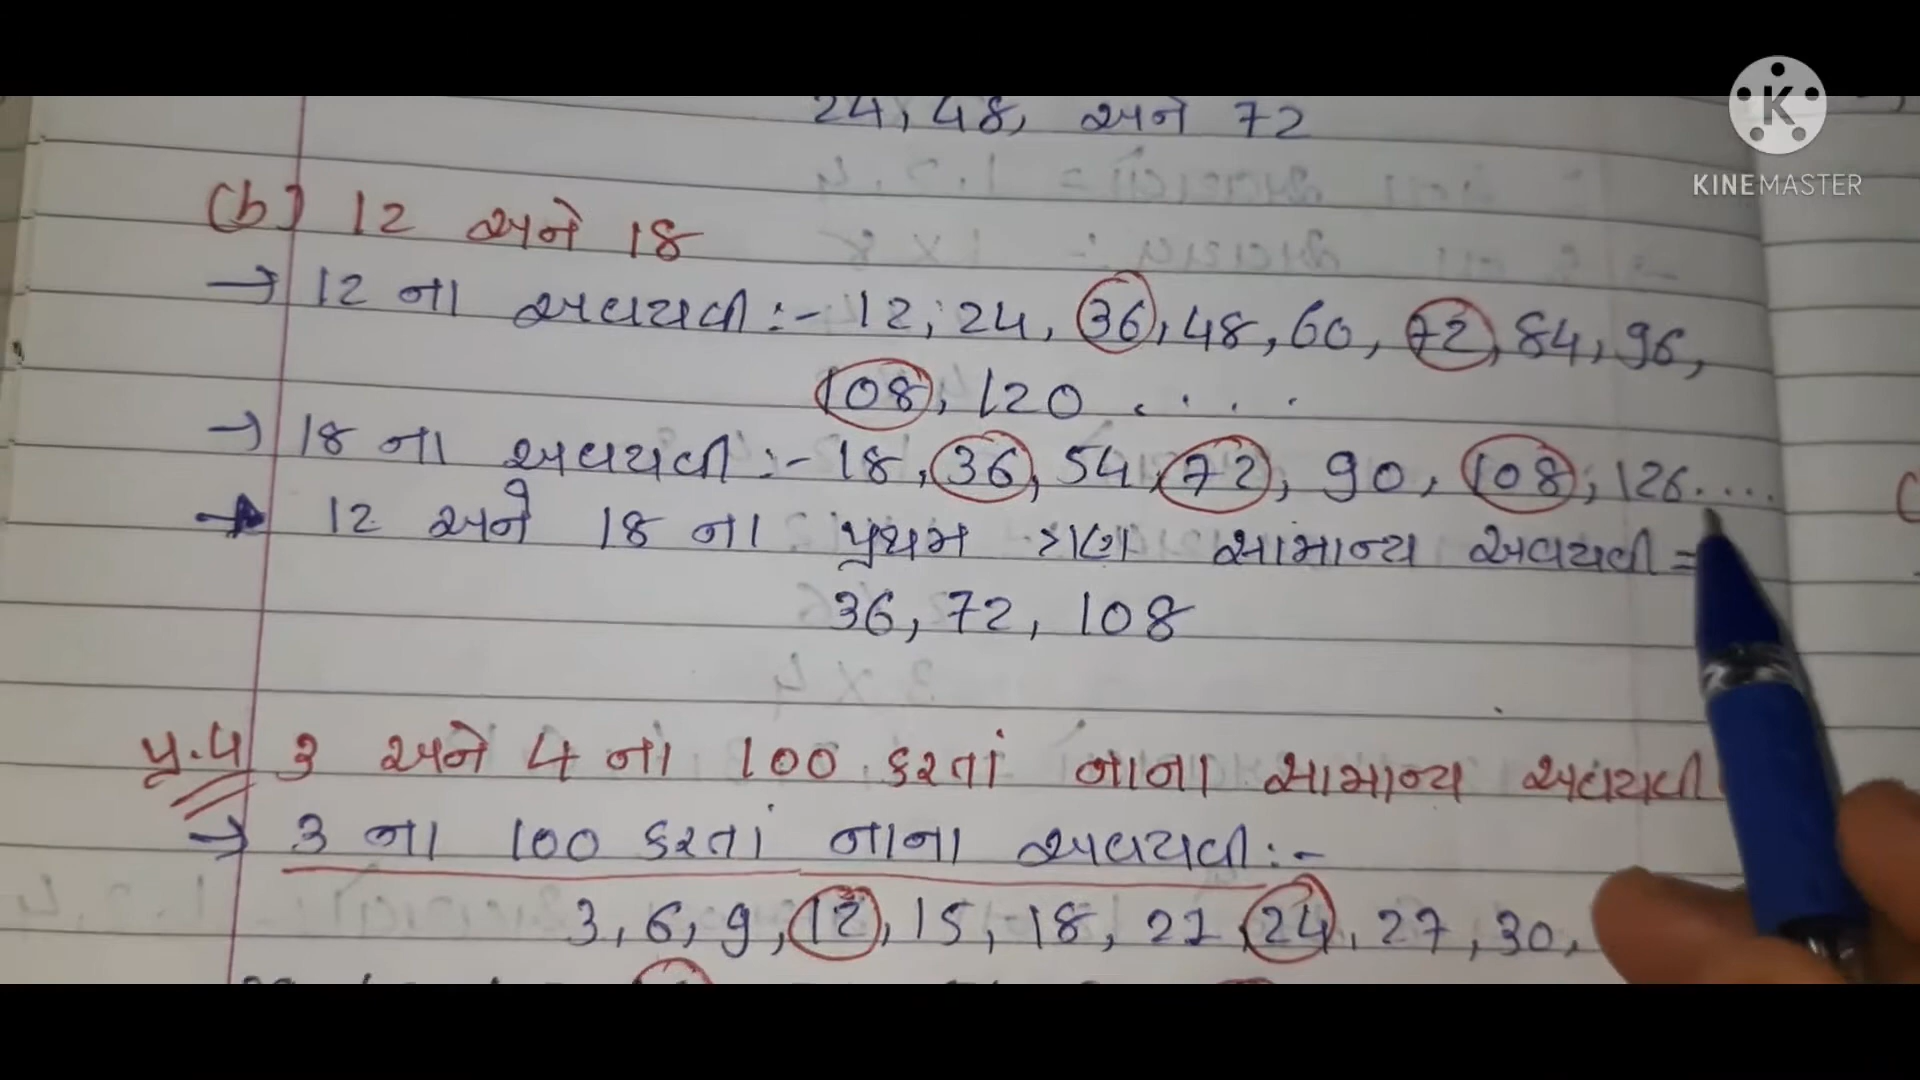 24, 48, અને 72
KINEMASTER
(b) 12 અને 18
→ 12 ના અવયવી :- 12, 24, 36, 48, 60, 72, 84, 96,
108, 120 . . . .
→ 18 ના અવયવી :- 18, 36, 54, 72, 90, 108, 126....
→ 12 અને 18 ના પ્રથમ ત્રણ સામાન્ય અવયવી =
36, 72, 108
પ્ર.૫ 3 અને 4 ના 100 કરતાં નાના સામાન્ય અવયવી
→ 3 ના 100 કરતાં નાના અવયવી :-
3, 6, 9, 12, 15, 18, 21, 24, 27, 30,